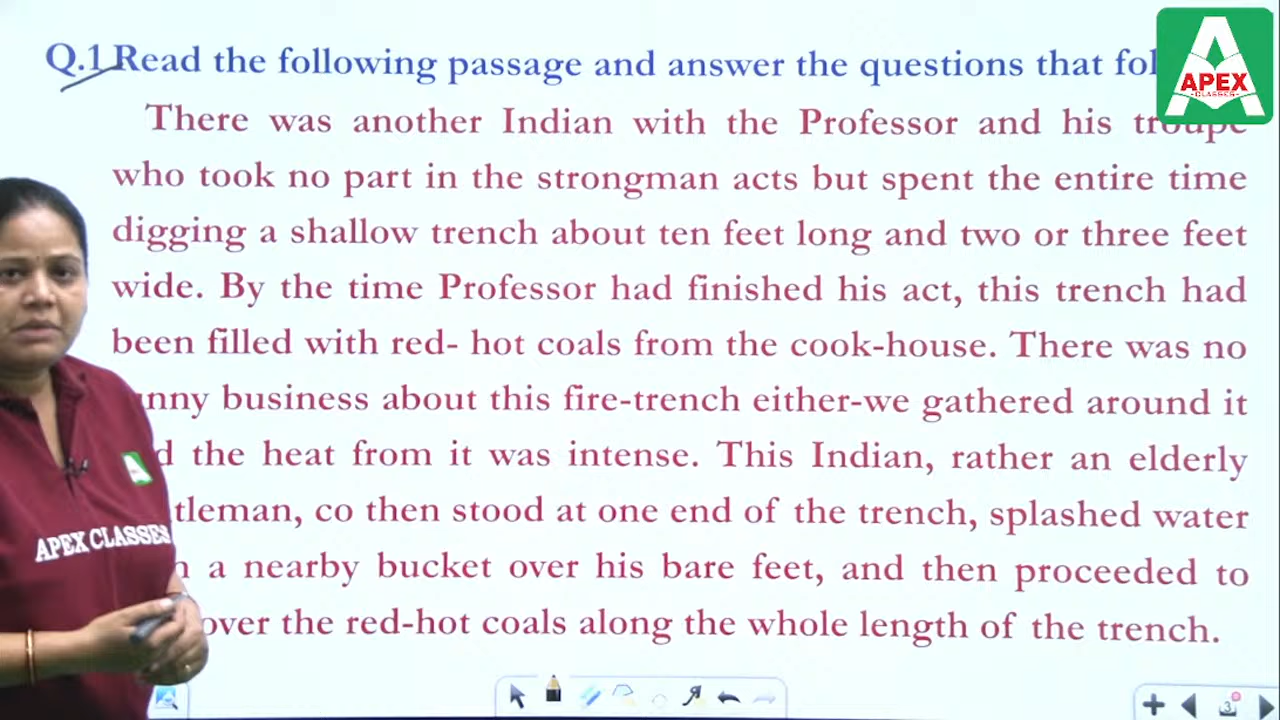 Q.1 Read the following passage and answer the questions that fol
There was another Indian with the Professor and his troupe
who took no part in the strongman acts but spent the entire time
digging a shallow trench about ten feet long and two or three feet
wide. By the time Professor had finished his act, this trench had
been filled with red- hot coals from the cook-house. There was no
unny business about this fire-trench either-we gathered around it
d the heat from it was intense. This Indian, rather an elderly
tleman, co then stood at one end of the trench, splashed water
a nearby bucket over his bare feet, and then proceeded to
over the red-hot coals along the whole length of the trench.
A
APEX
-CLASSES-
APEX CLASSES
3